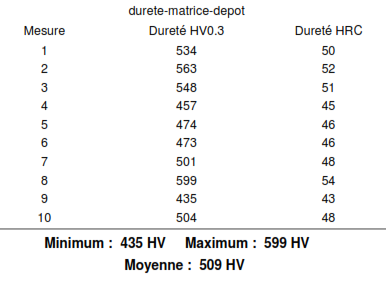 durete-matrice-depot
Mesure Dureté HV0.3 Dureté HRC
1 534 50
2 563 52
3 548 51
4 457 45
5 474 46
6 473 46
7 501 48
8 599 54
9 435 43
10 504 48
Minimum : 435 HV Maximum : 599 HV
Moyenne : 509 HV